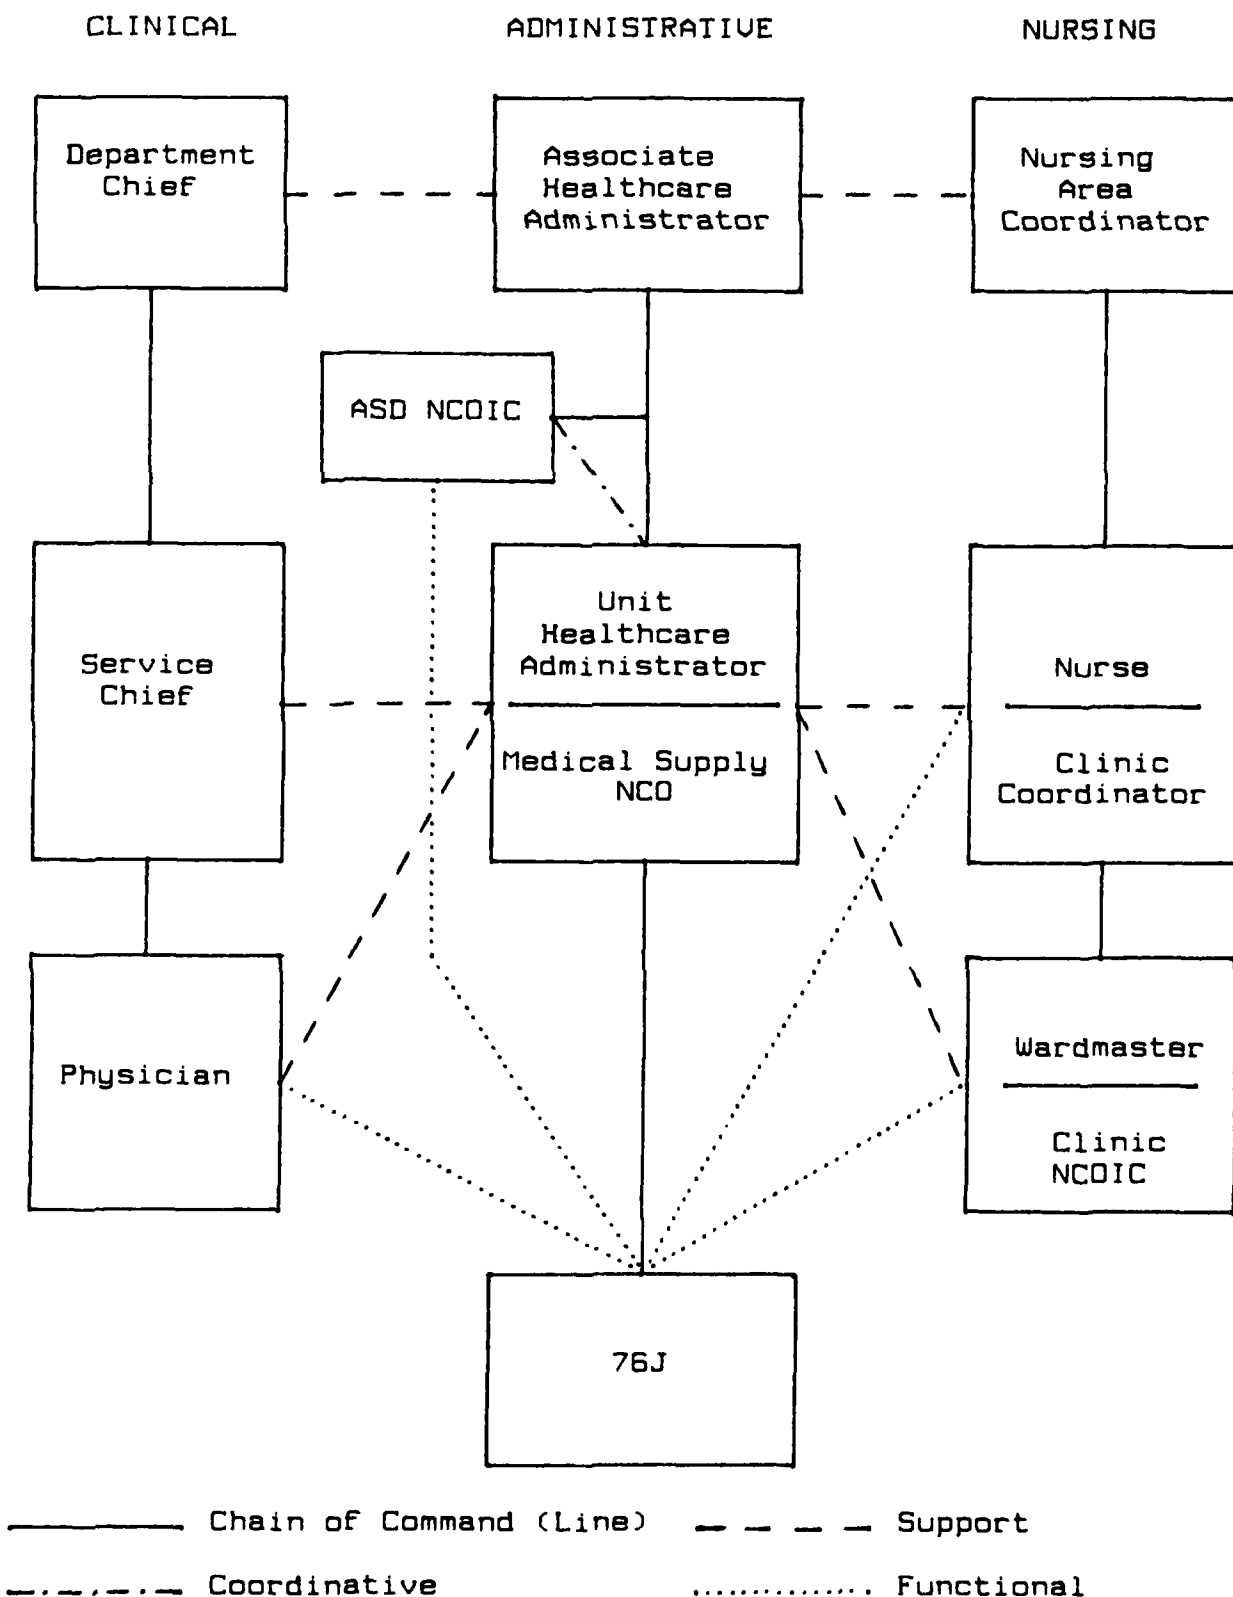 CLINICAL
ADMINISTRATIVE
NURSING
Department
Chief
Associate
Healthcare
Administrator
Nursing
Area
Coordinator
ASD NCOIC
Service
Chief
Unit
Healthcare
Administrator
Medical Supply
NCO
Nurse
Clinic
Coordinator
Physician
Wardmaster
Clinic
NCOIC
76J
Chain of Command (Line)
Support
Coordinative
Functional